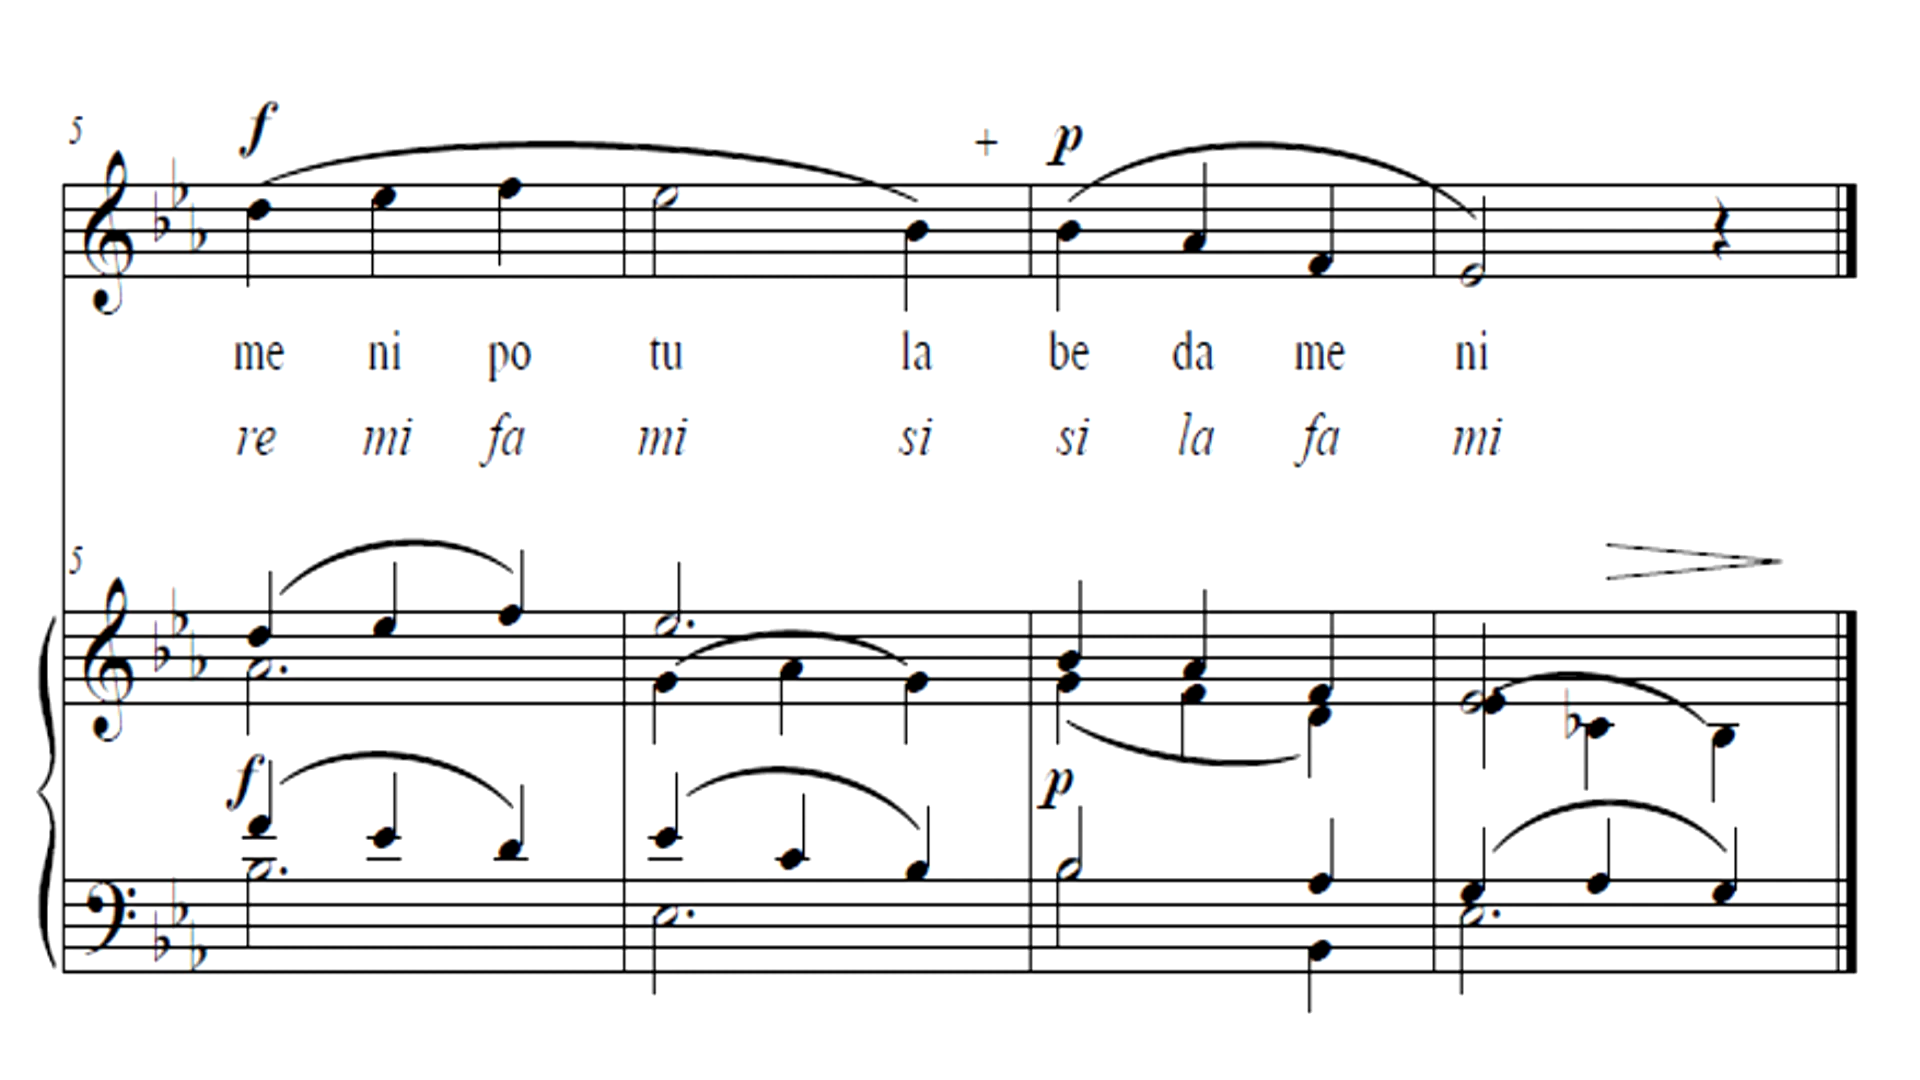 5 f + p
me ni po tu la be da me ni
re mi fa mi si si la fa mi
5
f p